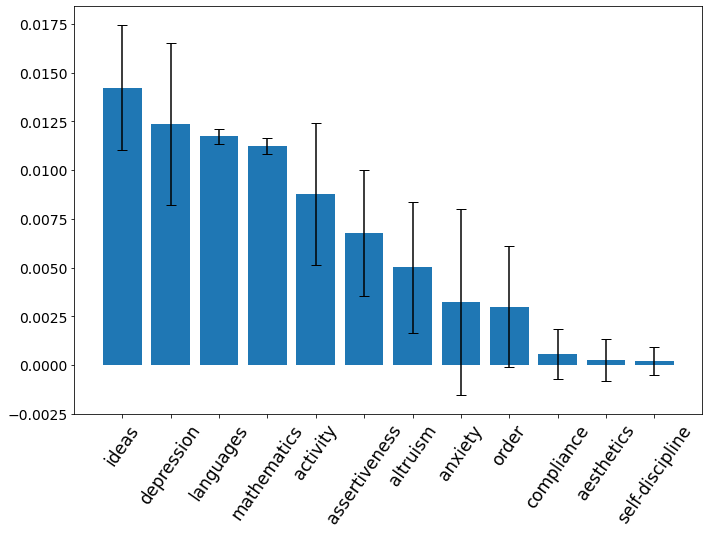 0.0175
0.0150
0.0125
0.0100
0.0075
0.0050
0.0025
0.0000
−0.0025
ideas
depression
languages
mathematics
activity
assertiveness
altruism
anxiety
order
compliance
aesthetics
self-discipline